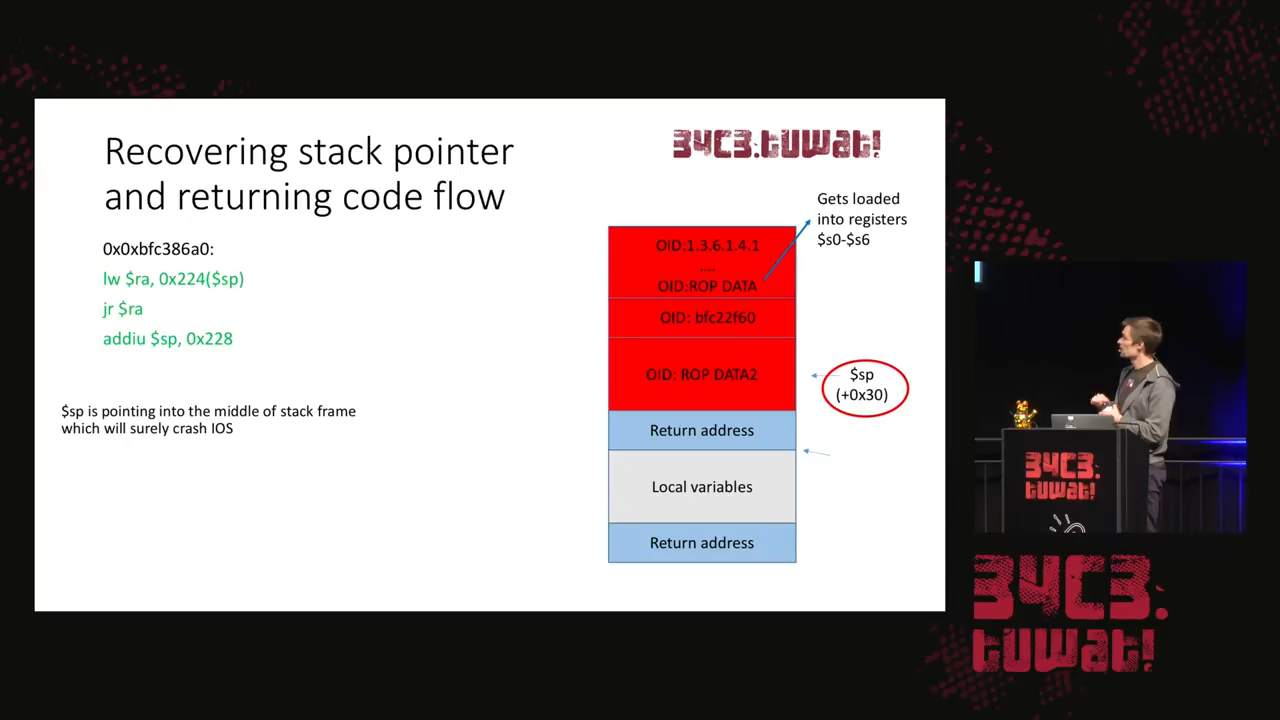 Recovering stack pointer
and returning code flow
34C3.tuwat!
0x0xbfc386a0:
lw $ra, 0x224($sp)
jr $ra
addiu $sp, 0x228
$sp is pointing into the middle of stack frame
which will surely crash IOS
Gets loaded
into registers
$s0-$s6
OID:1.3.6.1.4.1
....
OID:ROP DATA
OID: bfc22f60
OID: ROP DATA2
$sp
(+0x30)
Return address
Local variables
Return address
34C3.
tuwat!
34C3.
tuwat!